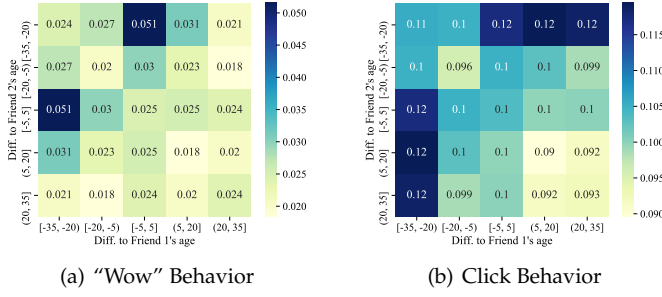 0.024 0.027 0.051 0.031 0.021
0.027 0.02 0.03 0.023 0.018
0.051 0.03 0.025 0.025 0.024
0.031 0.023 0.025 0.018 0.02
0.021 0.018 0.024 0.02 0.024
[-35, -20)
[-20, -5)
[-5, 5]
(5, 20]
(20, 35]
Diff. to Friend 2's age
[-35, -20) [-20, -5) [-5, 5] (5, 20] (20, 35]
Diff. to Friend 1's age
0.050
0.045
0.040
0.035
0.030
0.025
0.020
(a) “Wow” Behavior
0.11 0.1 0.12 0.12 0.12
0.1 0.096 0.1 0.1 0.099
0.12 0.1 0.1 0.1 0.1
0.12 0.1 0.1 0.09 0.092
0.12 0.099 0.1 0.092 0.093
[-35, -20)
[-20, -5)
[-5, 5]
(5, 20]
(20, 35]
Diff. to Friend 2's age
[-35, -20) [-20, -5) [-5, 5] (5, 20] (20, 35]
Diff. to Friend 1's age
0.115
0.110
0.105
0.100
0.095
0.090
(b) Click Behavior